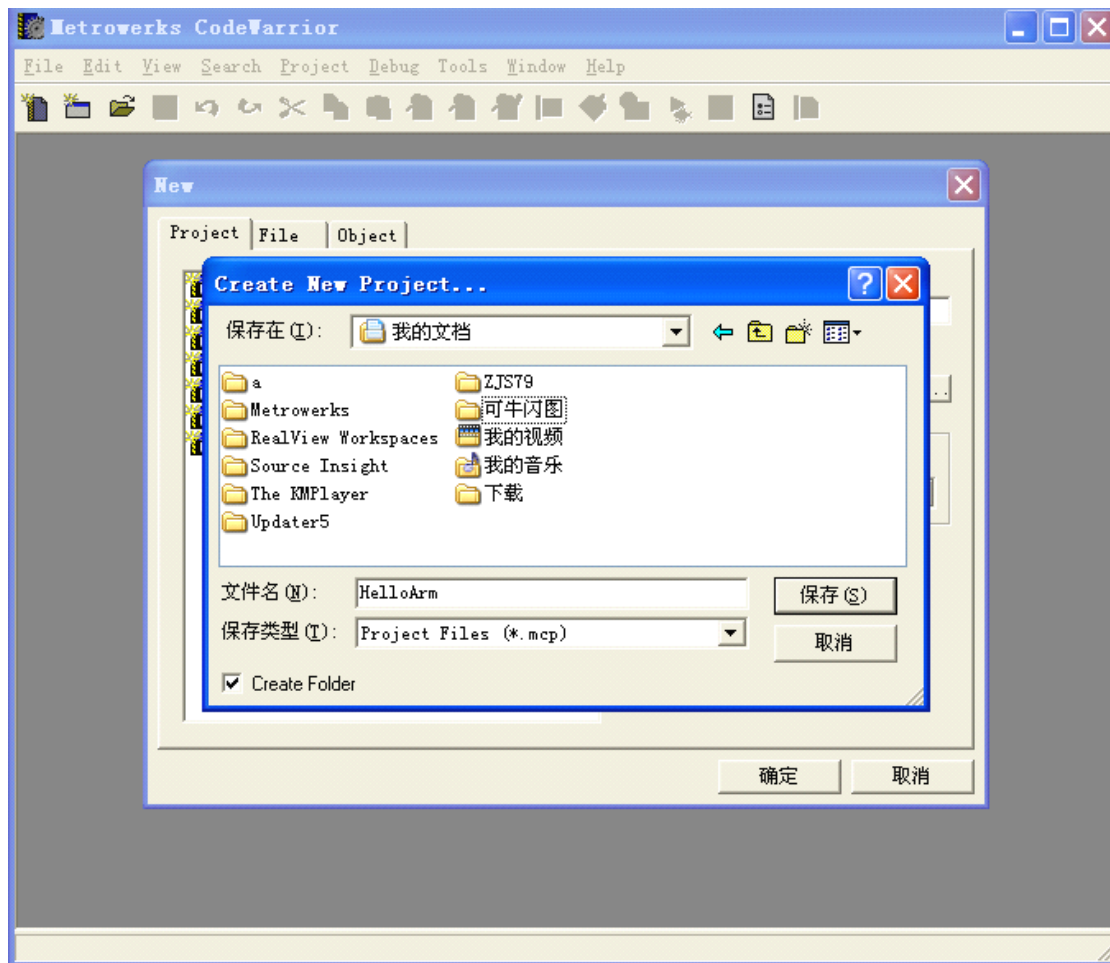 Metrowerks CodeWarrior
File Edit View Search Project Debug Tools Window Help
New
Project File Object
Create New Project...
保存在(I): 我的文档
a ZJS79
Metrowerks 可牛闪图
RealView Workspaces 我的视频
Source Insight 我的音乐
The KMPlayer 下载
Updater5
文件名(N): HelloArm 保存(S)
保存类型(T): Project Files (*.mcp) 取消
Create Folder
确定 取消